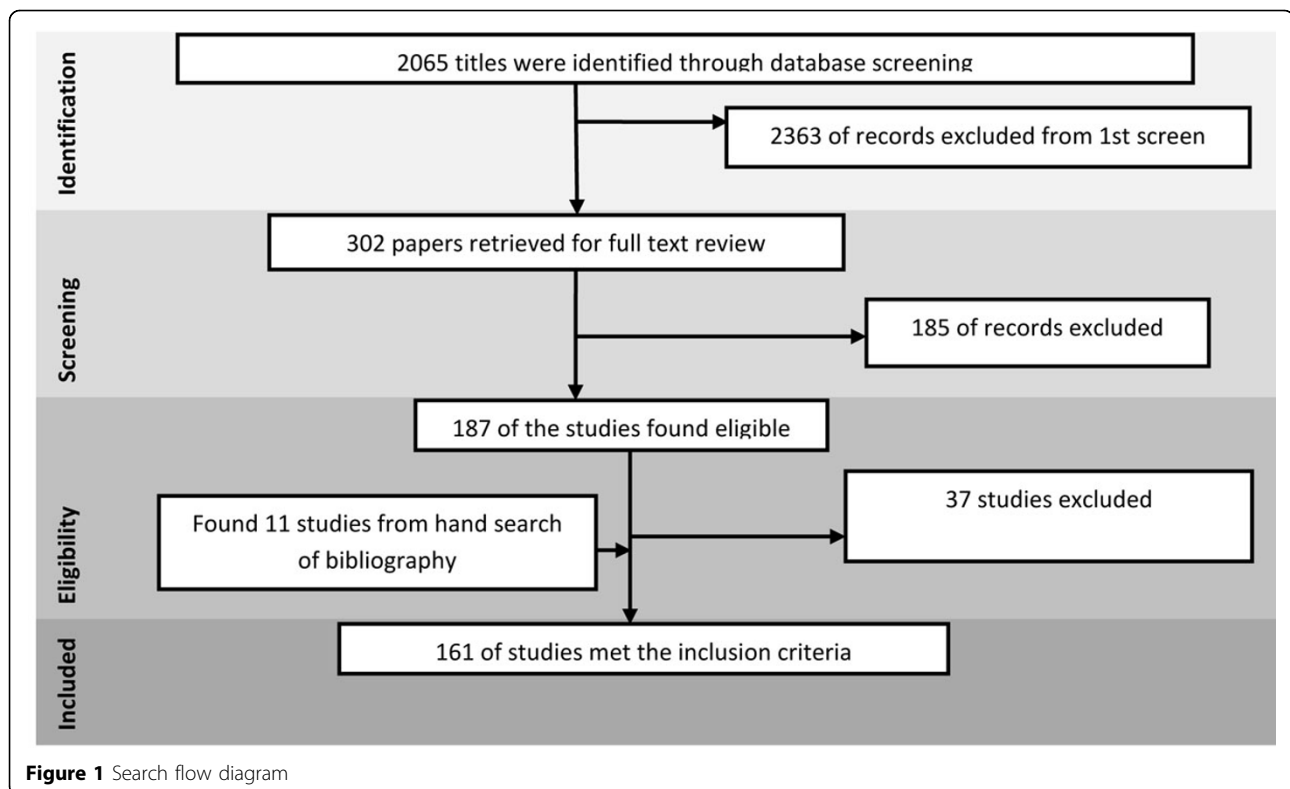 2065 titles were identified through database screening
Identification
2363 of records excluded from 1st screen
302 papers retrieved for full text review
Screening
185 of records excluded
187 of the studies found eligible
Eligibility
37 studies excluded
Found 11 studies from hand search
of bibliography
161 of studies met the inclusion criteria
Included
Figure 1 Search flow diagram